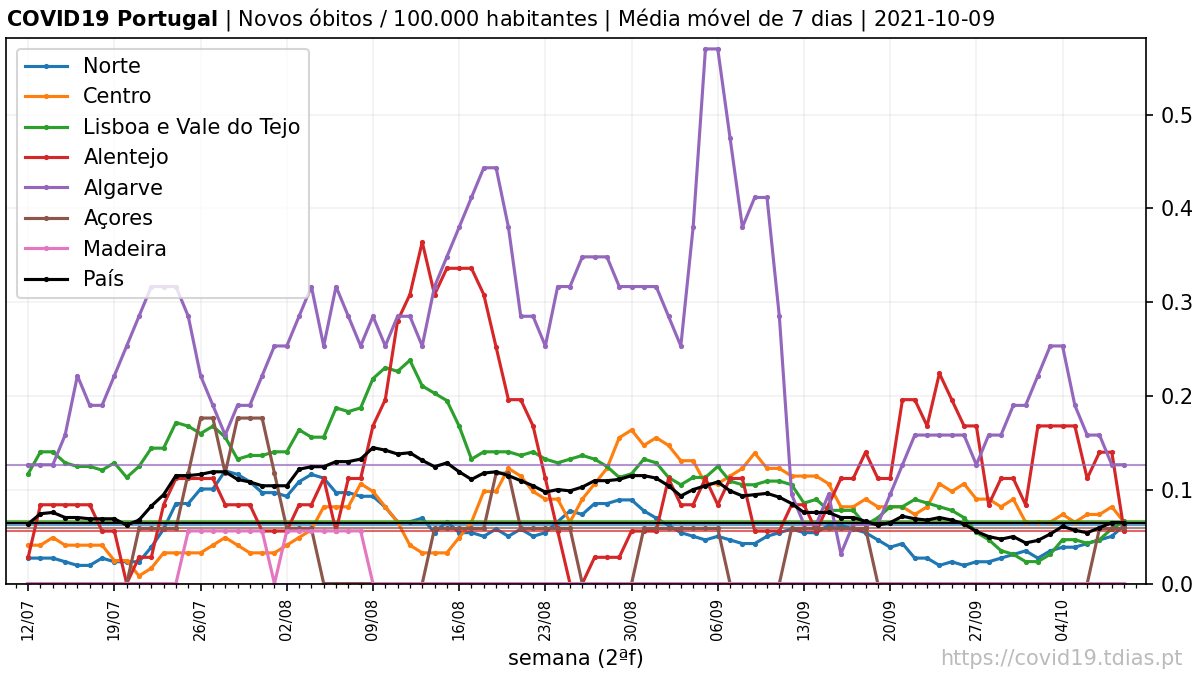 COVID19 Portugal | Novos óbitos / 100.000 habitantes | Média móvel de 7 dias | 2021-10-09
Norte
Centro
Lisboa e Vale do Tejo
Alentejo
Algarve
Açores
Madeira
País
0.5
0.4
0.3
0.2
0.1
0.0
12/07
19/07
26/07
02/08
09/08
16/08
23/08
30/08
06/09
13/09
20/09
27/09
04/10
semana (2ªf)
https://covid19.tdias.pt